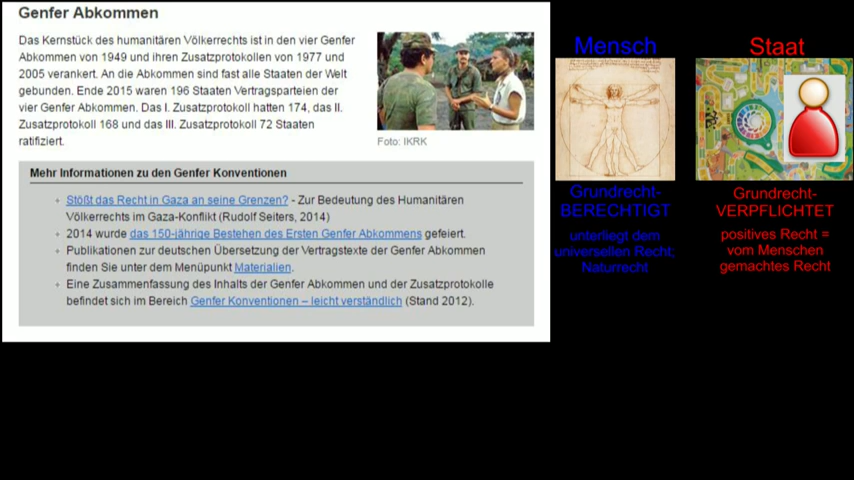 Genfer Abkommen
Das Kernstück des humanitären Völkerrechts ist in den vier Genfer
Abkommen von 1949 und ihren Zusatzprotokollen von 1977 und
2005 verankert. An die Abkommen sind fast alle Staaten der Welt
gebunden. Ende 2015 waren 196 Staaten Vertragsparteien der
vier Genfer Abkommen. Das I. Zusatzprotokoll hatten 174, das II.
Zusatzprotokoll 168 und das III. Zusatzprotokoll 72 Staaten
ratifiziert.
Foto: IKRK
Mehr Informationen zu den Genfer Konventionen
Stößt das Recht in Gaza an seine Grenzen? - Zur Bedeutung des Humanitären
Völkerrechts im Gaza-Konflikt (Rudolf Seiters, 2014)
2014 wurde das 150-jährige Bestehen des Ersten Genfer Abkommens gefeiert.
Publikationen zur deutschen Übersetzung der Vertragstexte der Genfer Abkommen
finden Sie unter dem Menüpunkt Materialien.
Eine Zusammenfassung des Inhalts der Genfer Abkommen und der Zusatzprotokolle
befindet sich im Bereich Genfer Konventionen – leicht verständlich (Stand 2012).
Mensch
Grundrecht-
BERECHTIGT
unterliegt dem
universellen Recht;
Naturrecht
Staat
Grundrecht-
VERPFLICHTET
positives Recht =
vom Menschen
gemachtes Recht